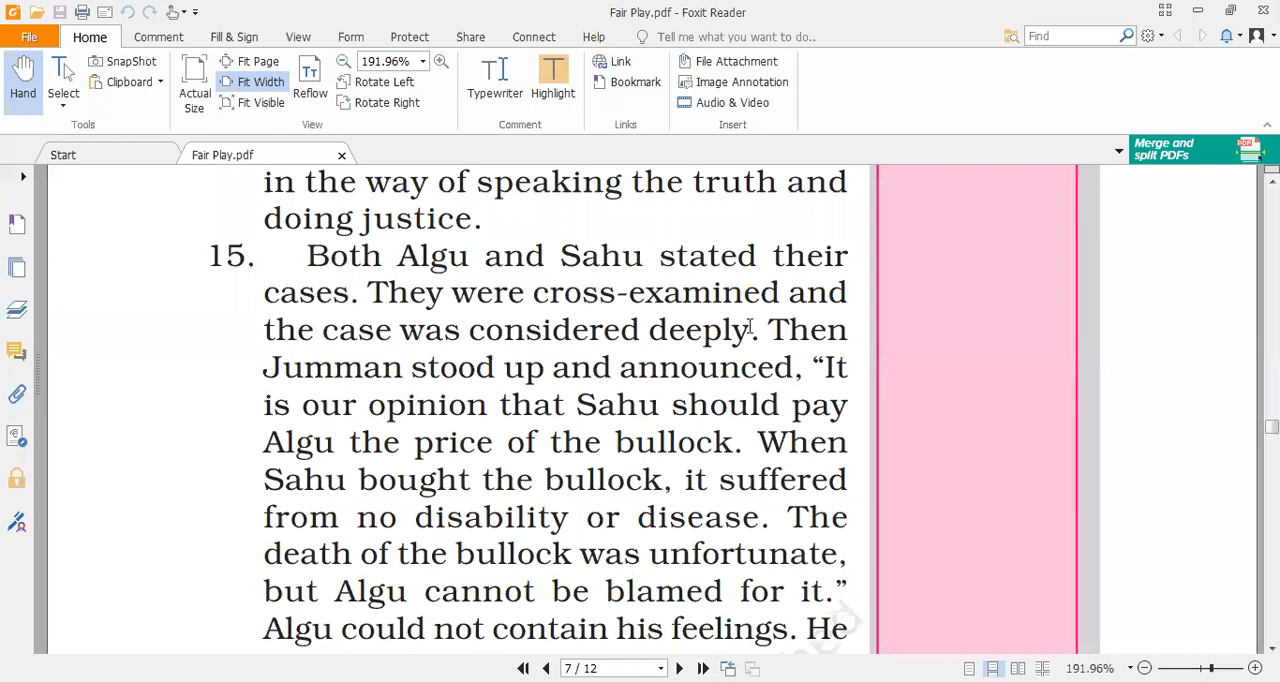 Fair Play.pdf - Foxit Reader
File Home Comment Fill & Sign View Form Protect Share Connect Help Tell me what you want to do.. Find
Hand Select SnapShot Clipboard Actual Size Fit Page Fit Width Fit Visible Reflow 191.96% Rotate Left Rotate Right Typewriter Highlight Link Bookmark File Attachment Image Annotation Audio & Video
Tools View Comment Links Insert
Start Fair Play.pdf Merge and split PDFs
in the way of speaking the truth and
doing justice.
15. Both Algu and Sahu stated their
cases. They were cross-examined and
the case was considered deeply. Then
Jumman stood up and announced, “It
is our opinion that Sahu should pay
Algu the price of the bullock. When
Sahu bought the bullock, it suffered
from no disability or disease. The
death of the bullock was unfortunate,
but Algu cannot be blamed for it.”
Algu could not contain his feelings. He
7 / 12 191.96%